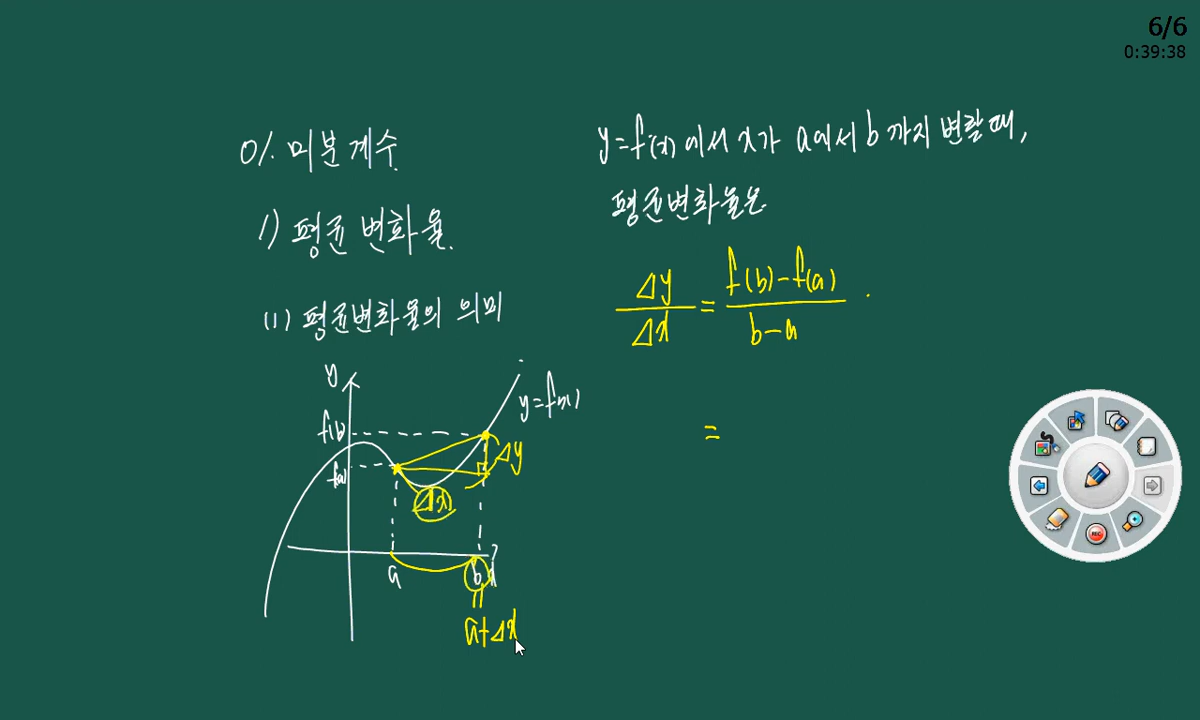 6/6
0:39:38
01. 미분계수
1) 평균변화율.
(1) 평균변화율의 의미
y
f(b)
f(a)
y=f(x)
Δy
Δx
a
b
x
a+Δx
y=f(x)에서 x가 a에서 b까지 변할때,
평균변화율은
Δy/Δx = f(b)-f(a)/b-a .
=
REC